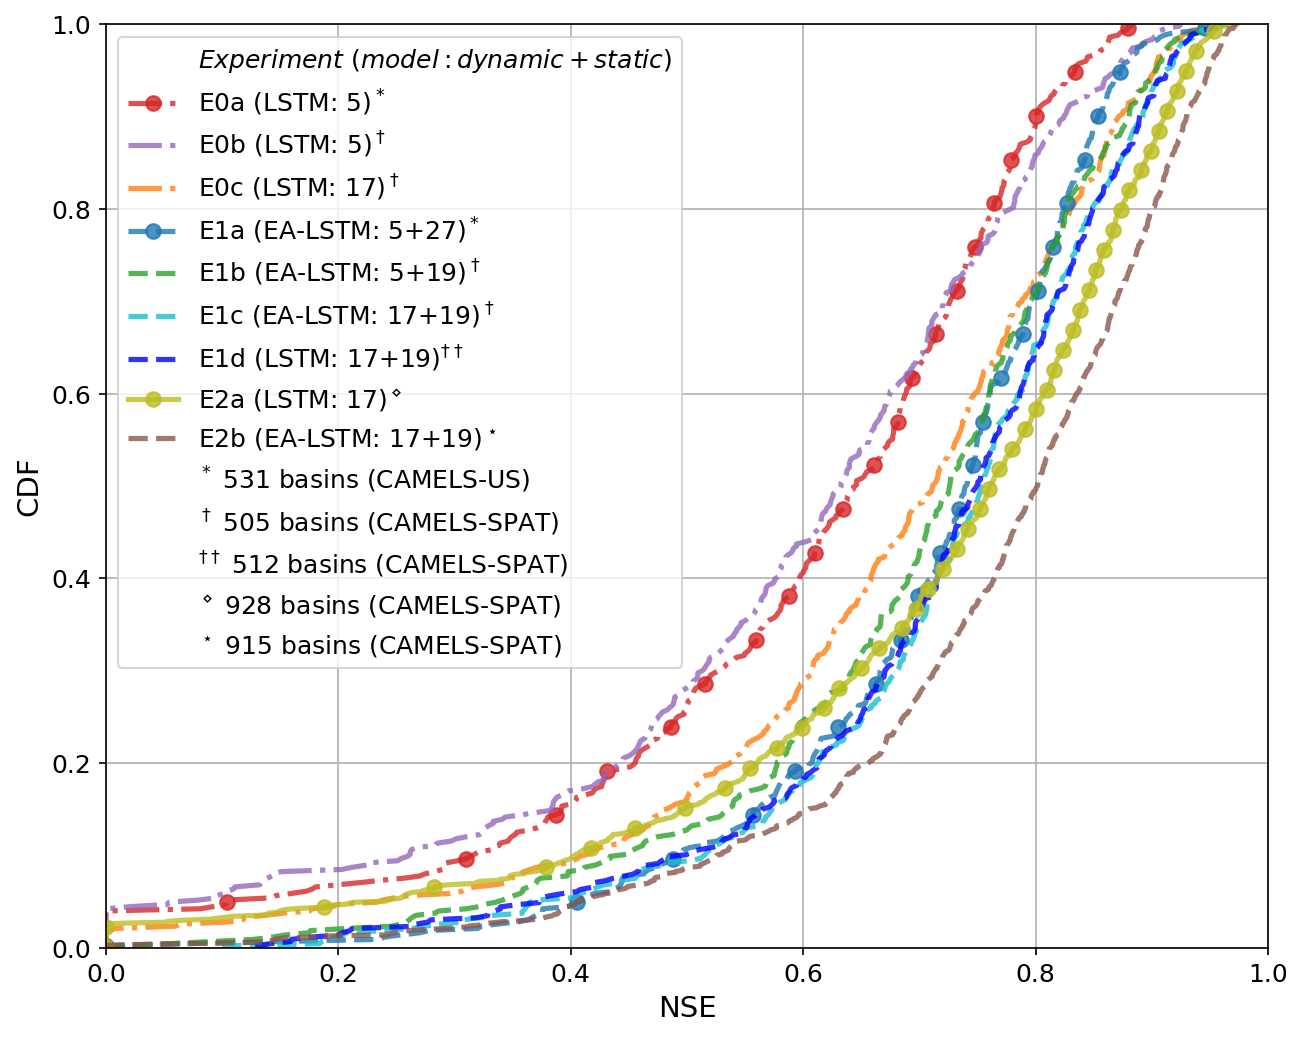 1.0
0.8
0.6
0.4
0.2
0.0
CDF
Experiment (model: dynamic + static)
E0a (LSTM: 5)*
E0b (LSTM: 5)†
E0c (LSTM: 17)†
E1a (EA-LSTM: 5+27)*
E1b (EA-LSTM: 5+19)†
E1c (EA-LSTM: 17+19)†
E1d (LSTM: 17+19)††
E2a (LSTM: 17)⋄
E2b (EA-LSTM: 17+19)⋆
* 531 basins (CAMELS-US)
† 505 basins (CAMELS-SPAT)
†† 512 basins (CAMELS-SPAT)
⋄ 928 basins (CAMELS-SPAT)
⋆ 915 basins (CAMELS-SPAT)
0.0 0.2 0.4 0.6 0.8 1.0
NSE